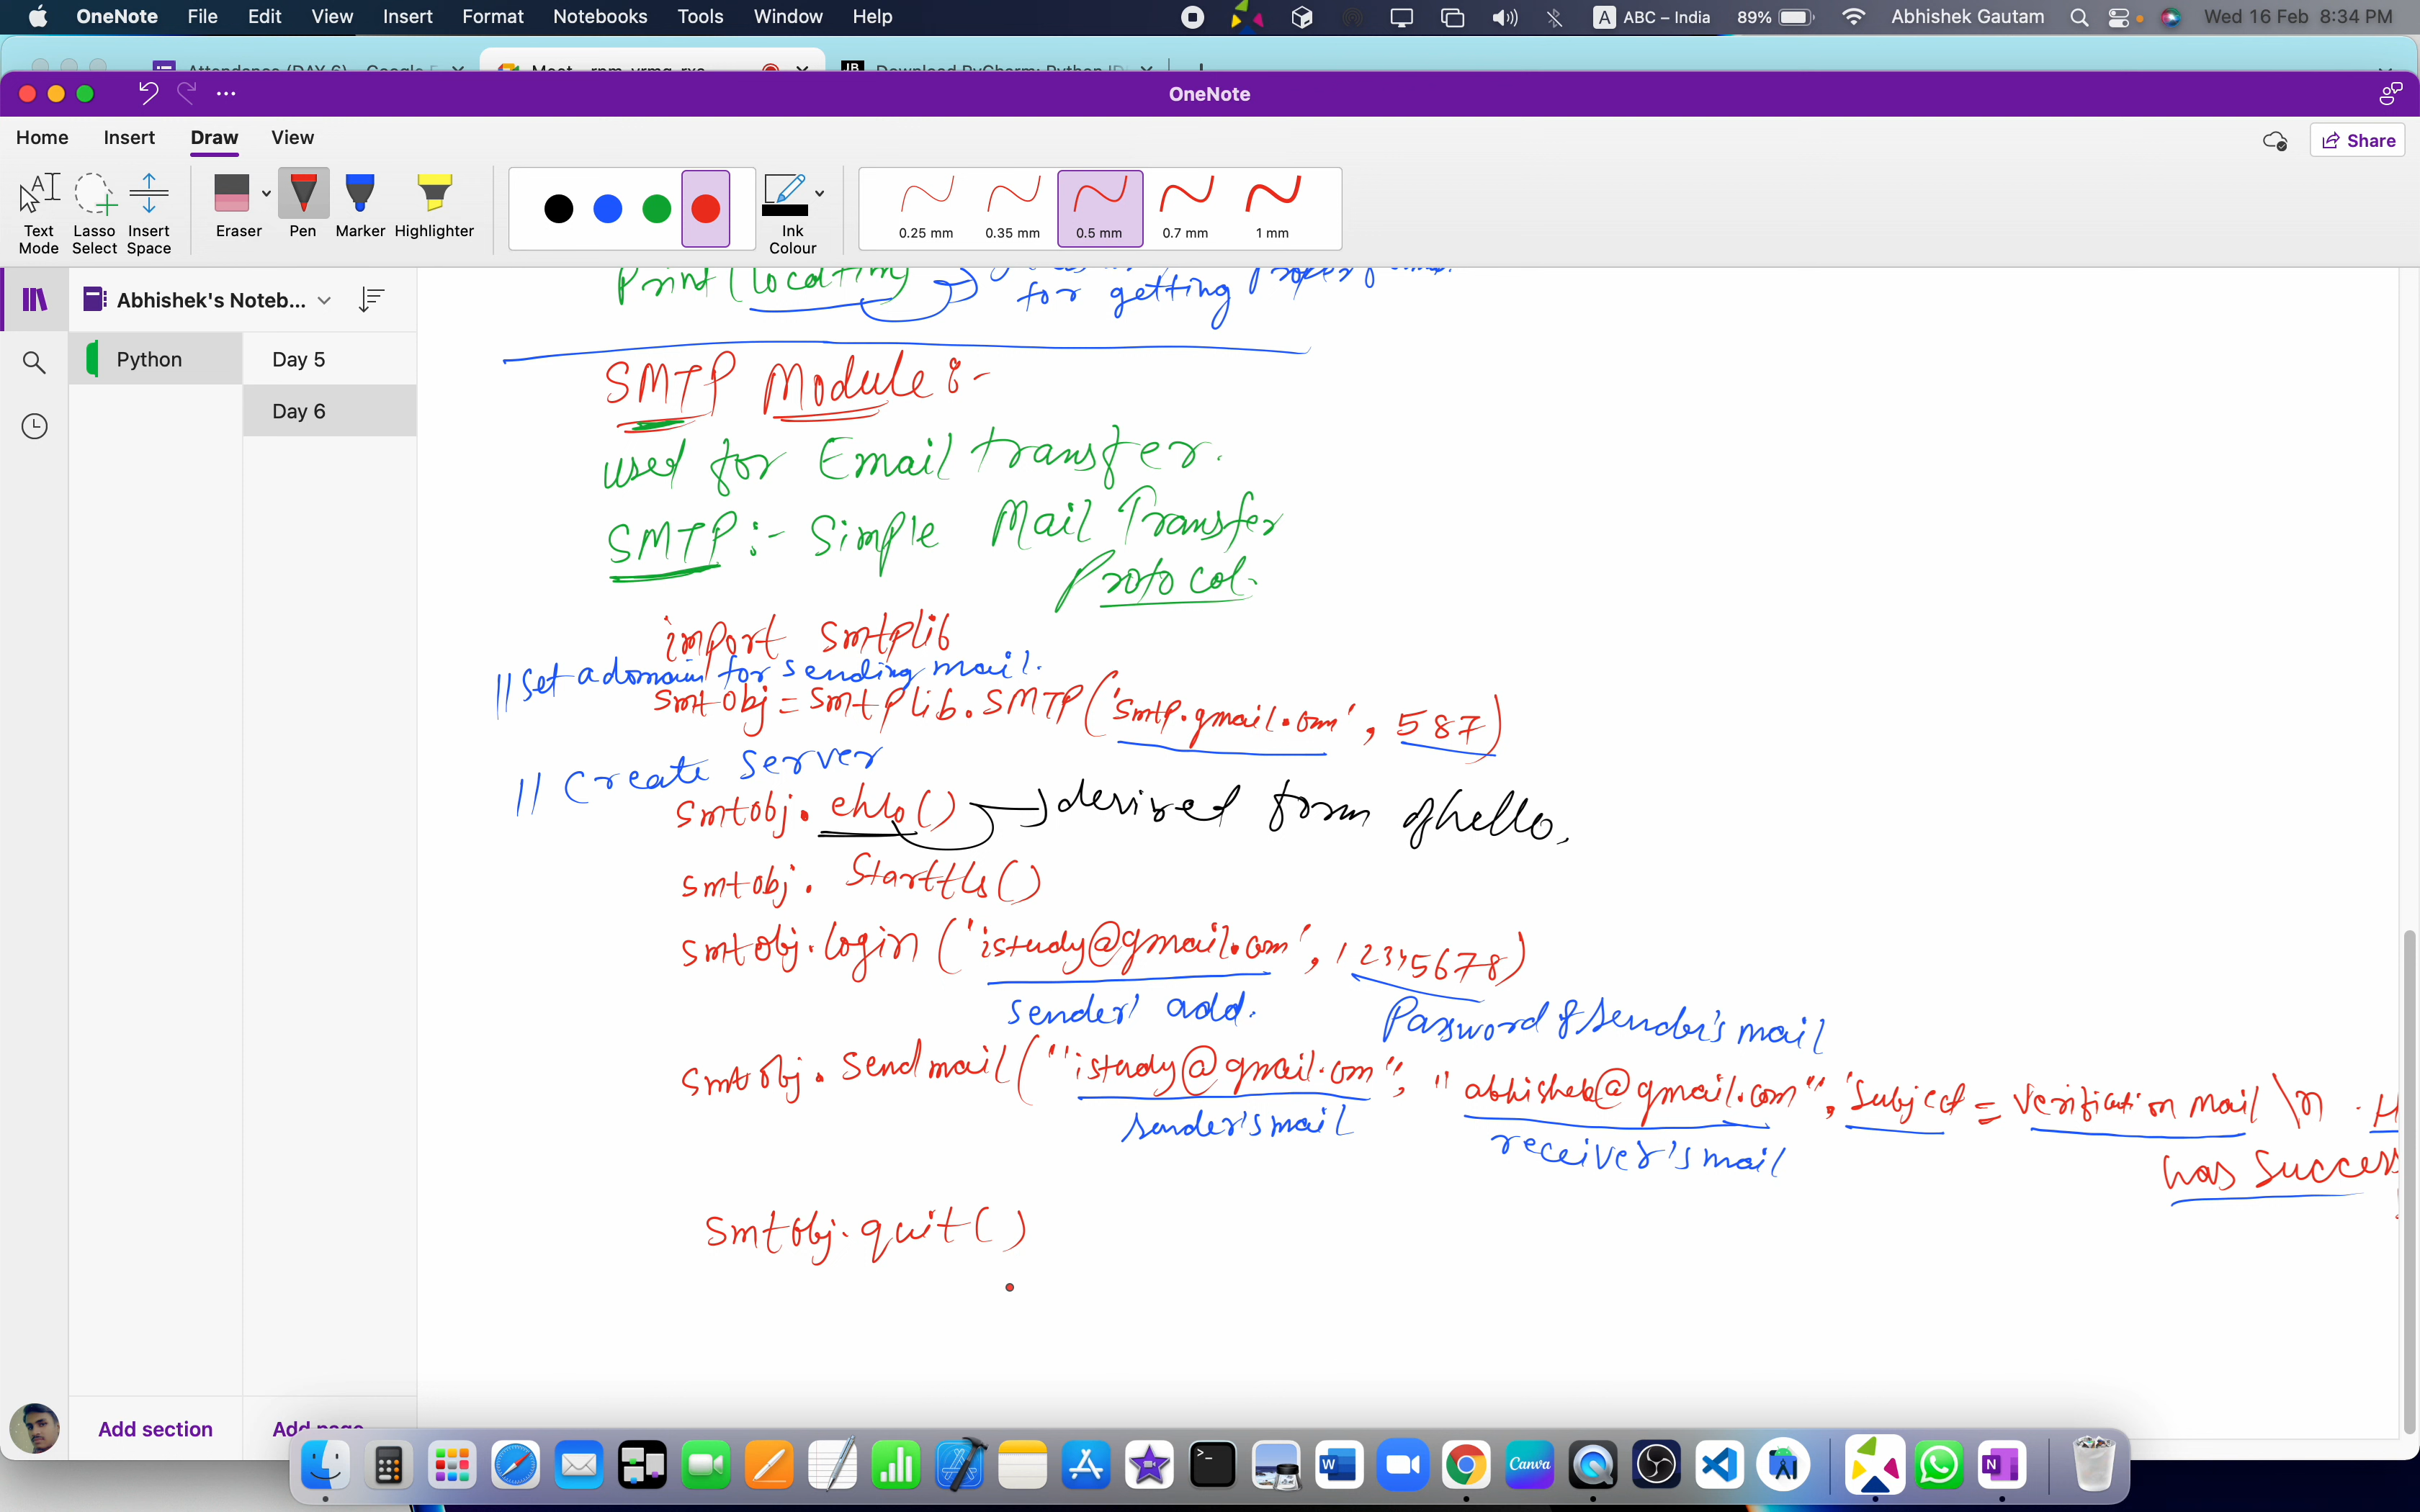 OneNote File Edit View Insert Format Notebooks Tools Window Help
ABC – India 89% Abhishek Gautam Wed 16 Feb 8:34 PM
OneNote
Home Insert Draw View
Share
Text Mode
Lasso Select
Insert Space
Eraser
Pen
Marker
Highlighter
Ink Colour
0.25 mm 0.35 mm 0.5 mm 0.7 mm 1 mm
Abhishek's Noteb...
Python
Day 5
Day 6
Add section
Print (location)
for getting
SMTP Module :-
used for Email transfer.
SMTP :- Simple Mail Transfer
Protocol.
import smtplib
|| Set a domain for sending mail.
smtobj = smtplib.SMTP('smtp.gmail.com', 587)
|| Create Server
smtobj.ehlo() derived form of hello.
smtobj. Starttls()
smtobj.login ('istudy@gmail.com', 12345678)
sender' add.
Password of sender's mail
smtobj.sendmail("istudy@gmail.com", "abhishek@gmail.com", 'Subject = Verification mail \n
sender's mail
receiver's mail
has Success
smtobj.quit()
Canva